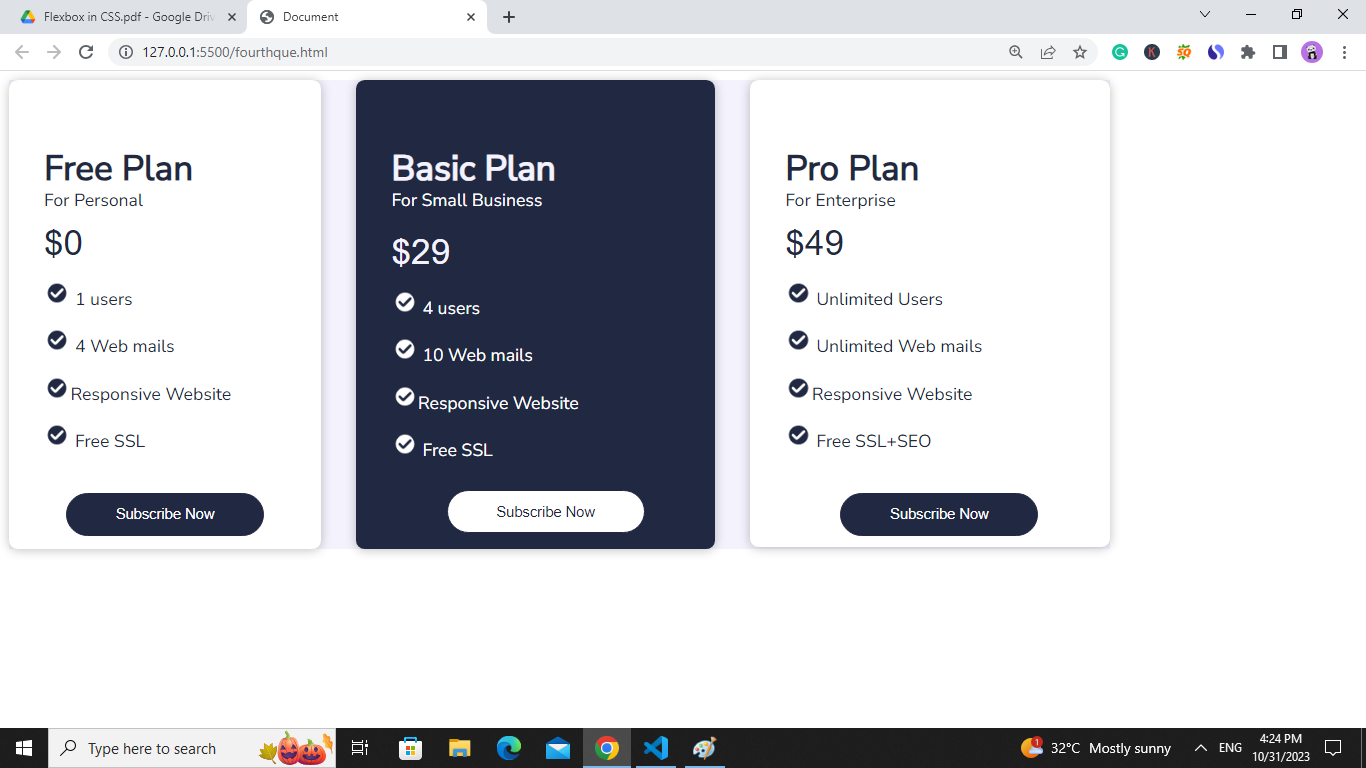 Flexbox in CSS.pdf - Google Driv
Document
127.0.0.1:5500/fourthque.html
Free Plan
For Personal
$0
1 users
4 Web mails
Responsive Website
Free SSL
Subscribe Now
Basic Plan
For Small Business
$29
4 users
10 Web mails
Responsive Website
Free SSL
Subscribe Now
Pro Plan
For Enterprise
$49
Unlimited Users
Unlimited Web mails
Responsive Website
Free SSL+SEO
Subscribe Now
Type here to search
1
32°C Mostly sunny
ENG
4:24 PM
10/31/2023